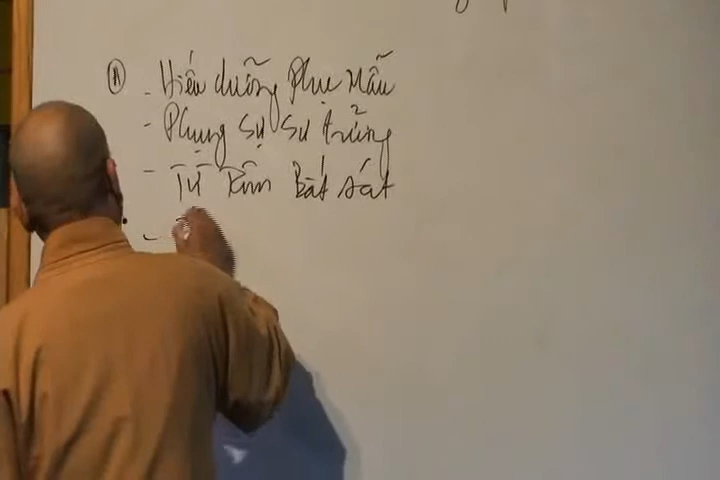 A - Hiếu dưỡng Phụ Mẫu
- Phụng sự sư trưởng
- Từ tâm Bất sát
-